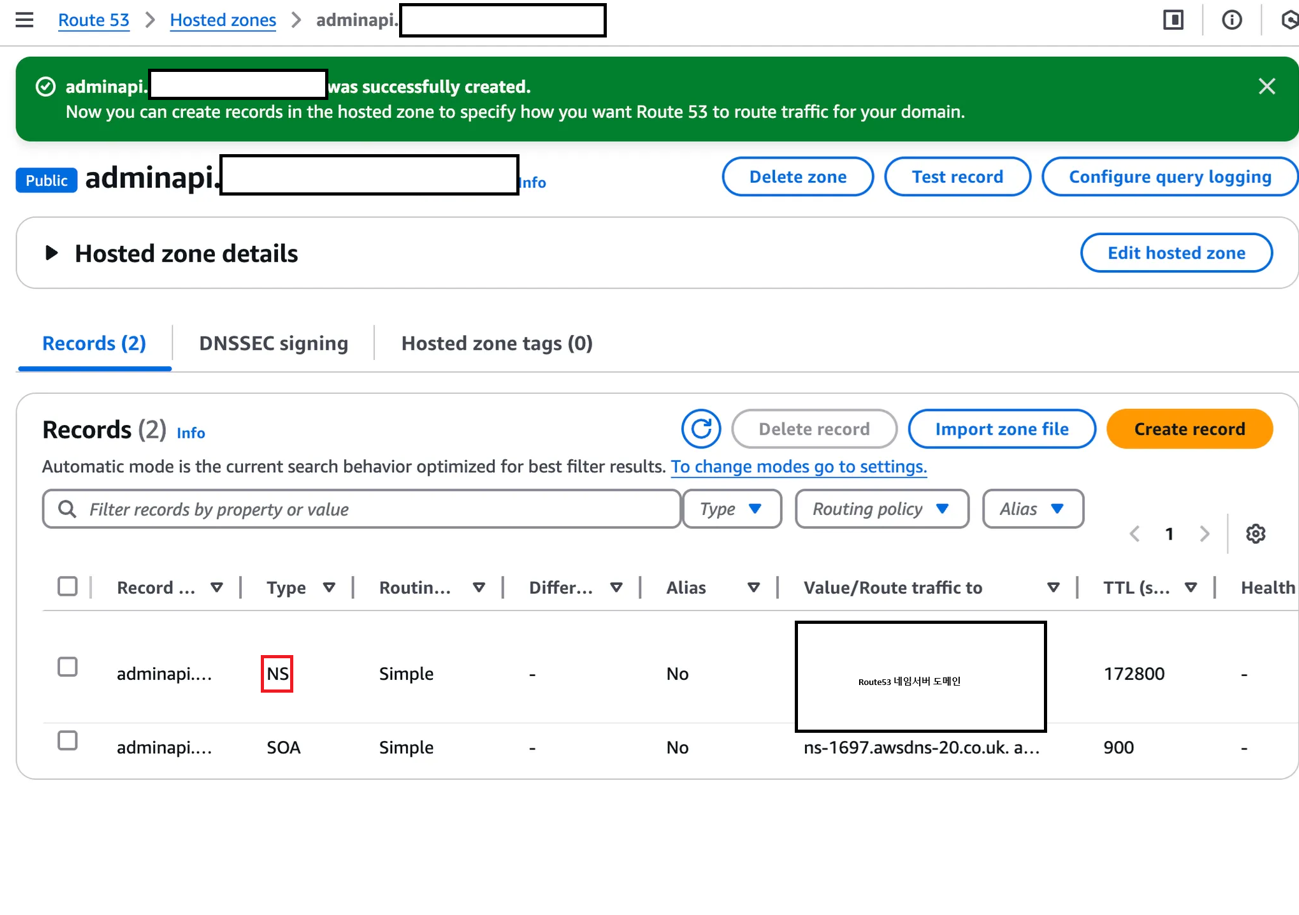 Route 53 > Hosted zones > adminapi.
adminapi. was successfully created.
Now you can create records in the hosted zone to specify how you want Route 53 to route traffic for your domain.
Public adminapi. Info Delete zone Test record Configure query logging
Hosted zone details Edit hosted zone
Records (2) DNSSEC signing Hosted zone tags (0)
Records (2) Info Delete record Import zone file Create record
Automatic mode is the current search behavior optimized for best filter results. To change modes go to settings.
Filter records by property or value Type Routing policy Alias
1
Record ... Type Routin... Differ... Alias Value/Route traffic to TTL (s... Health
adminapi.... NS Simple - No Route53 네임서버 도메인 172800 -
adminapi.... SOA Simple - No ns-1697.awsdns-20.co.uk. a... 900 -